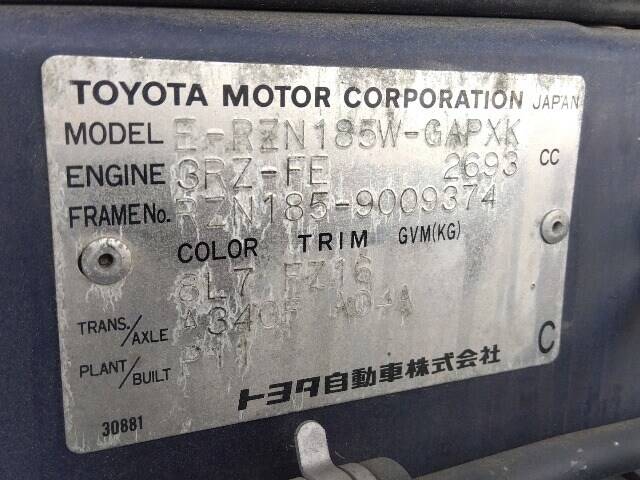 TOYOTA MOTOR CORPORATION JAPAN
MODEL E-RZN185W-GAPXK
ENGINE 3RZ-FE 2693 CC
FRAME No. RZN185-9009374
COLOR TRIM GVM(KG)
8L7 FZ16
TRANS./AXLE A340F A04A
PLANT/BUILT P11
C
トヨタ自動車株式会社
30881